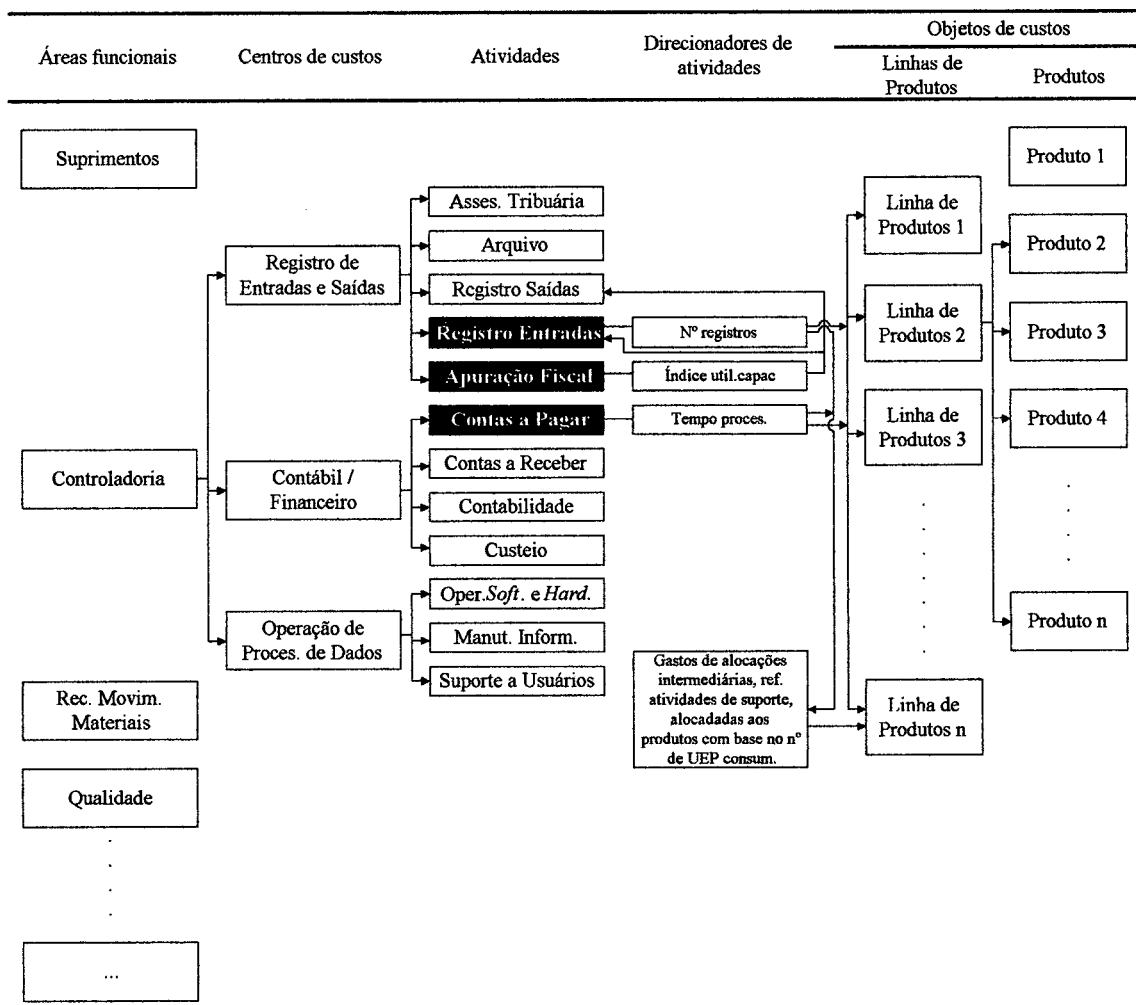 Áreas funcionais
Centros de custos
Atividades
Direcionadores de
atividades
Objetos de custos
Linhas de
Produtos
Produtos
Suprimentos
Controladoria
Rec. Movim.
Materiais
Qualidade
.
.
.
.
...
Registro de
Entradas e Saídas
Contábil /
Financeiro
Operação de
Proces. de Dados
Asses. Tributária
Arquivo
Registro Saídas
Registro Entradas
Apuração Fiscal
Contas a Pagar
Contas a Receber
Contabilidade
Custeio
Oper.Soft. e Hard.
Manut. Inform.
Suporte a Usuários
Nº registros
Índice util.capac
Tempo proces.
Gastos de alocações
intermediárias, ref.
atividades de suporte,
alocadadas aos
produtos com base no nº
de UEP consum.
Linha de
Produtos 1
Linha de
Produtos 2
Linha de
Produtos 3
.
.
.
.
.
.
.
Linha de
Produtos n
Produto 1
Produto 2
Produto 3
Produto 4
.
.
.
.
Produto n